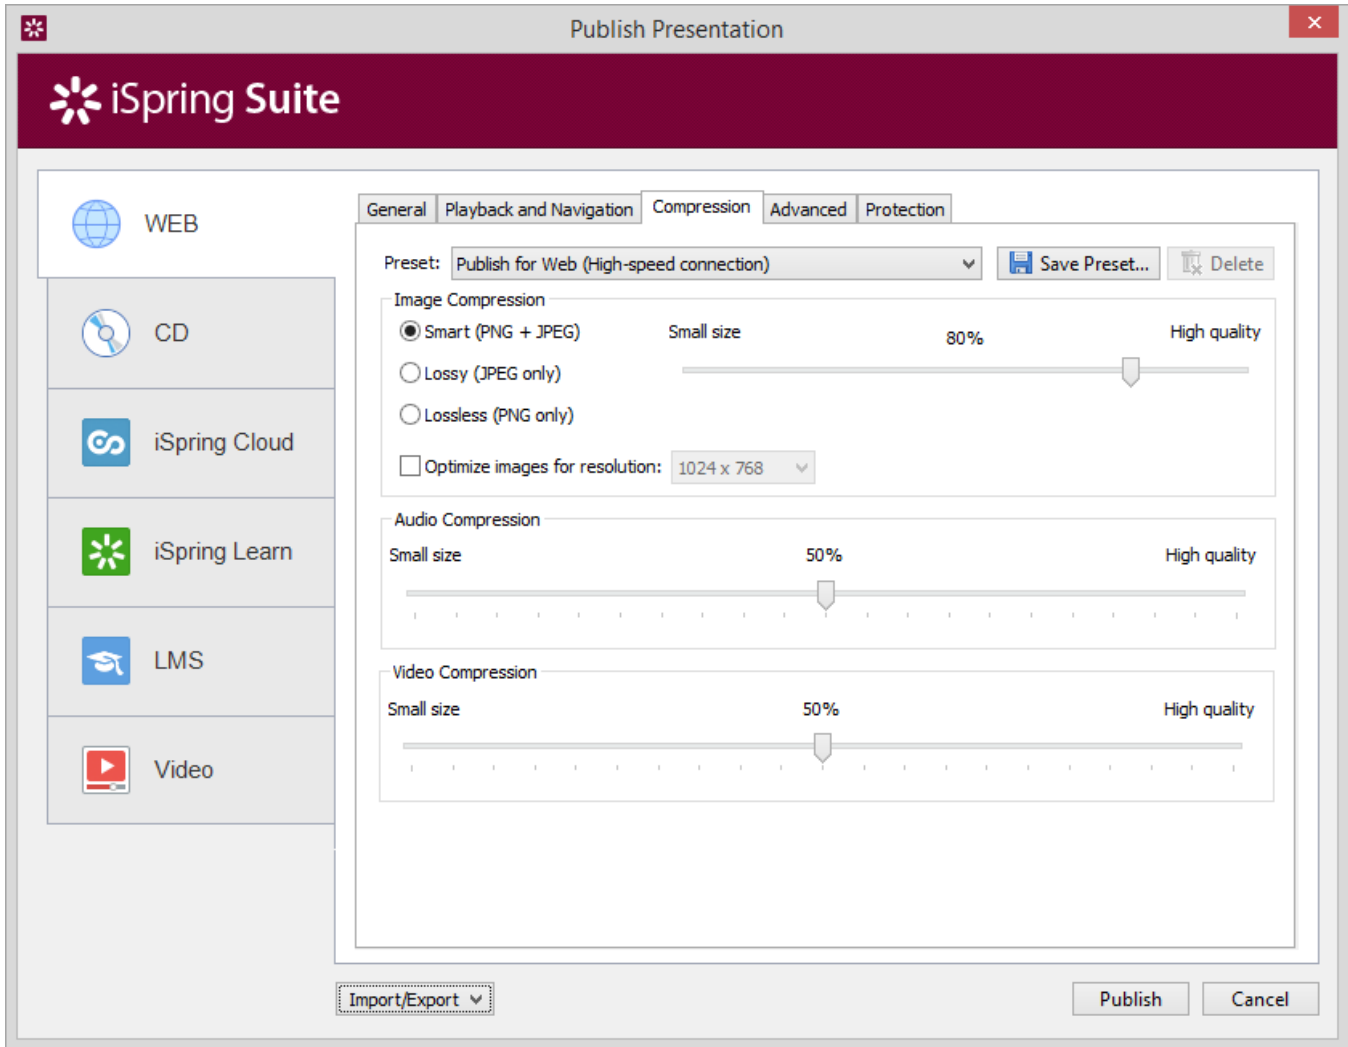 Publish Presentation
iSpring Suite
WEB
CD
iSpring Cloud
iSpring Learn
LMS
Video
General Playback and Navigation Compression Advanced Protection
Preset: Publish for Web (High-speed connection) Save Preset... Delete
Image Compression
Smart (PNG + JPEG) Small size 80% High quality
Lossy (JPEG only)
Lossless (PNG only)
Optimize images for resolution: 1024 x 768
Audio Compression
Small size 50% High quality
Video Compression
Small size 50% High quality
Import/Export Publish Cancel